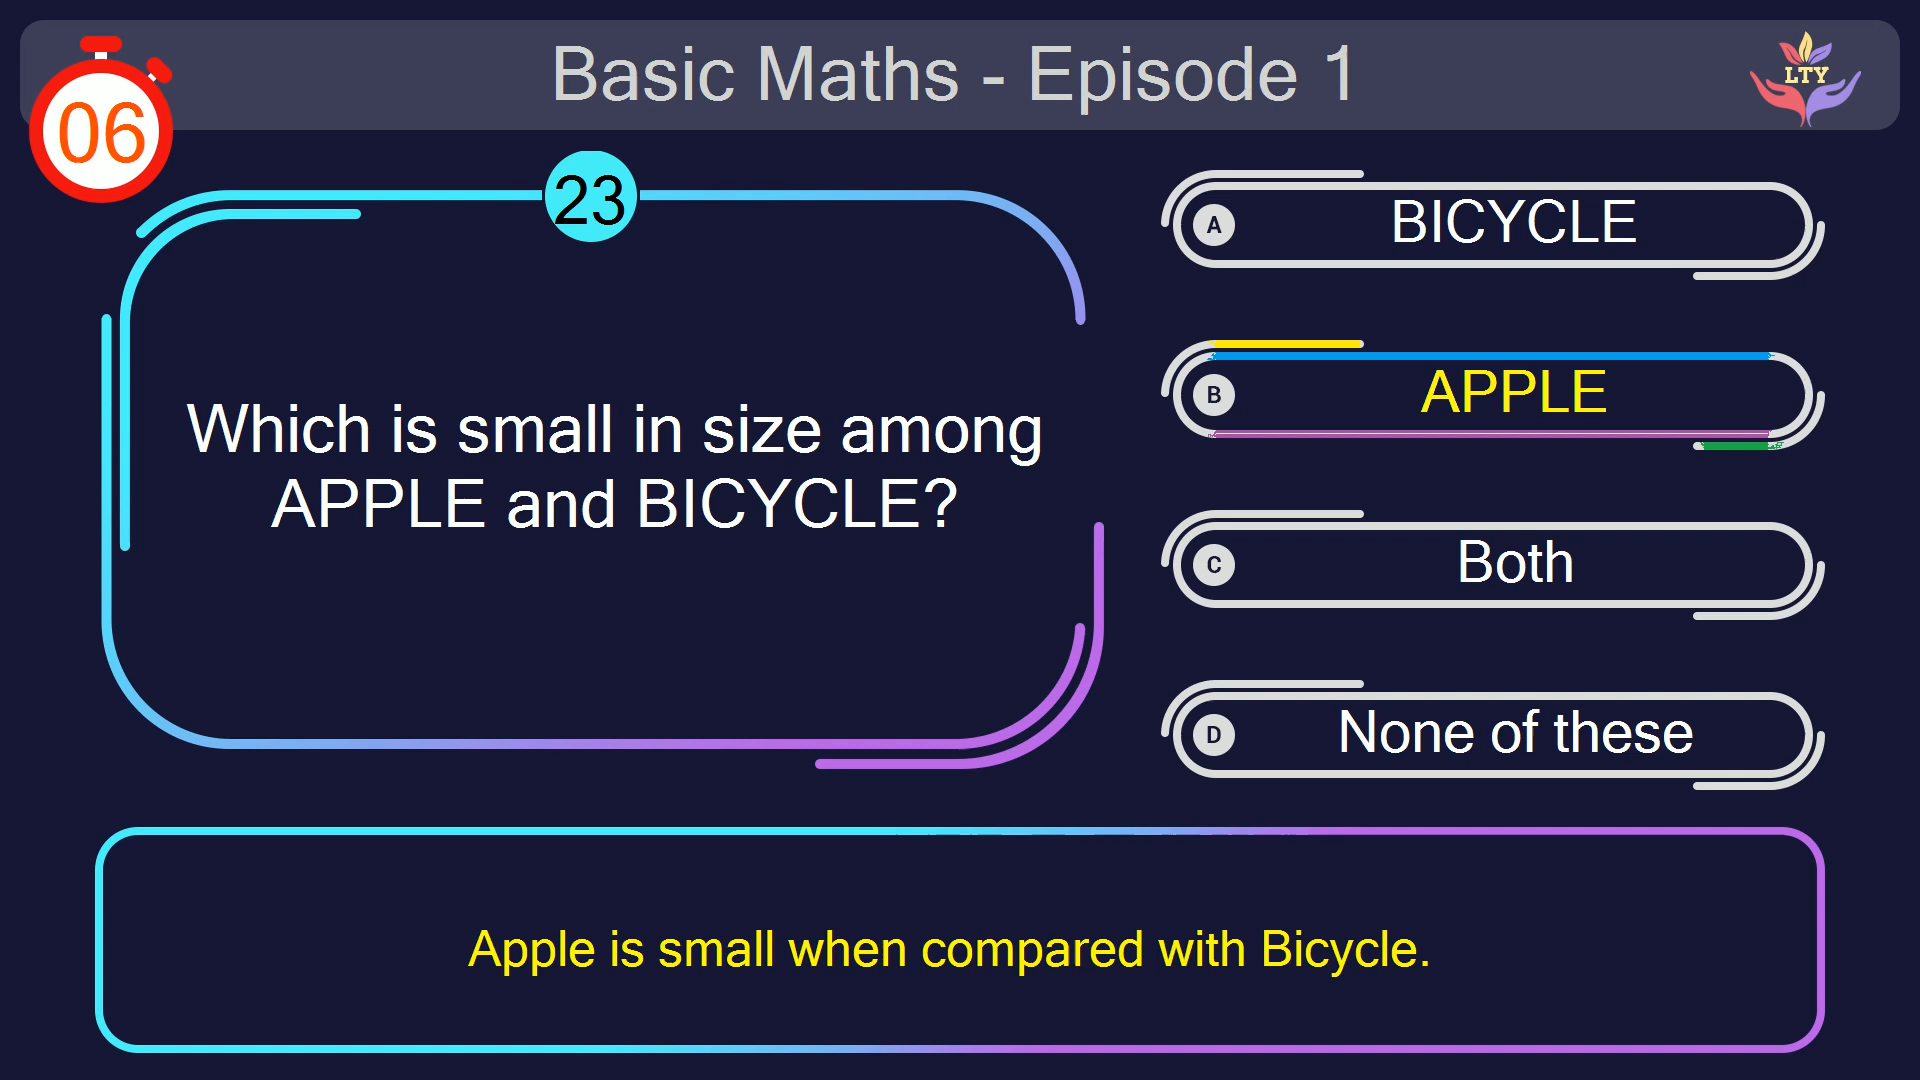 Basic Maths - Episode 1
LTY
06
23
Which is small in size among
APPLE and BICYCLE?
A BICYCLE
B APPLE
C Both
D None of these
Apple is small when compared with Bicycle.